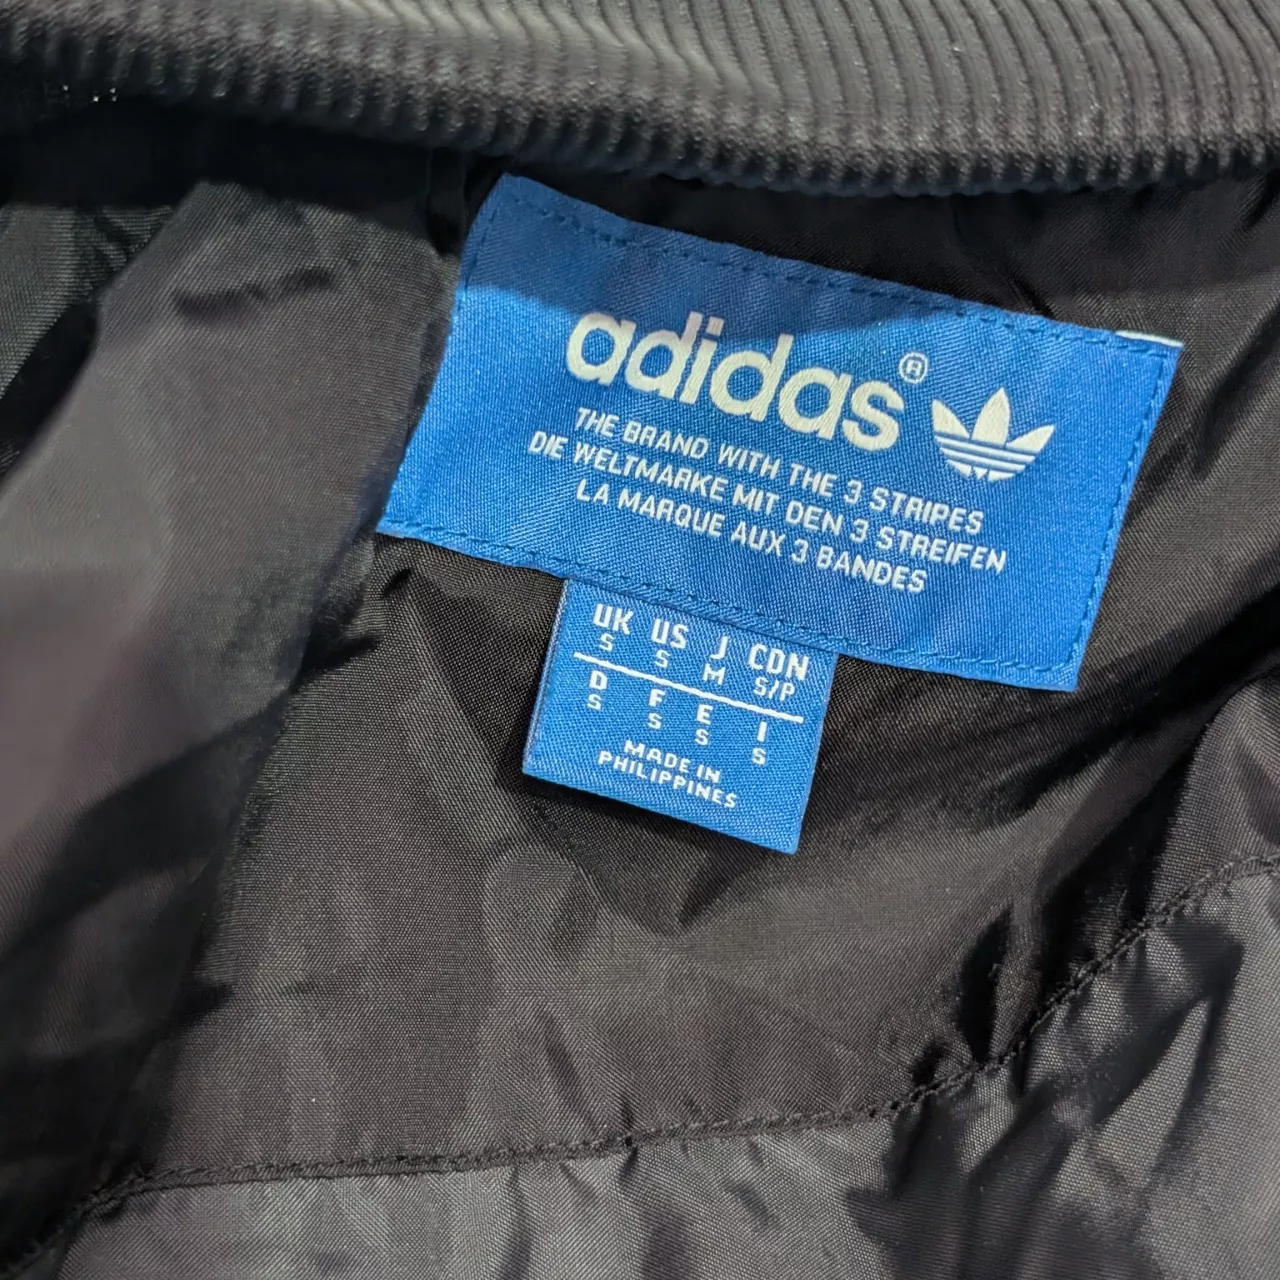 adidas®
THE BRAND WITH THE 3 STRIPES
DIE WELTMARKE MIT DEN 3 STREIFEN
LA MARQUE AUX 3 BANDES
UK US J CDN
S S M S/P
D F E I
S S S S
MADE IN
PHILIPPINES